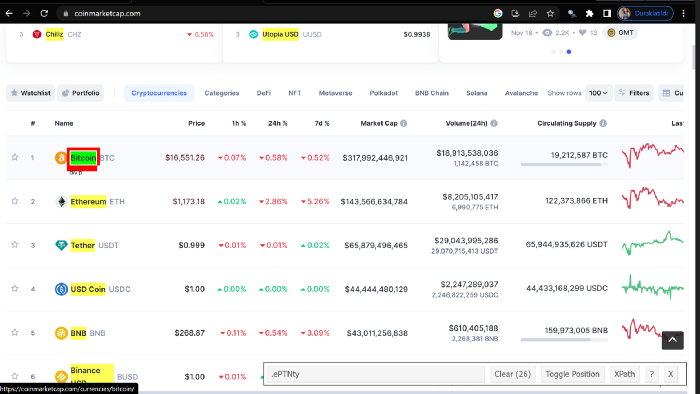 coinmarketcap.com
Duraklatıldı
3 Chiliz CHZ 6.58%
3 Utopia USD UUSD $0.9938
Nov 16 • 2.2K • 13 GMT
Watchlist Portfolio Cryptocurrencies Categories DeFi NFT Metaverse Polkadot BNB Chain Solana Avalanche Show rows 100 Filters Cu
# Name Price 1h % 24h % 7d % Market Cap Volume(24h) Circulating Supply Las
1 Bitcoin BTC $16,551.26 0.07% 0.58% 0.52% $317,992,446,921 $18,913,538,036 19,212,587 BTC
1,142,458 BTC
div p
2 Ethereum ETH $1,173.18 0.02% 2.86% 5.26% $143,566,634,784 $8,205,105,417 122,373,866 ETH
6,990,775 ETH
3 Tether USDT $0.999 0.01% 0.01% 0.02% $65,879,496,465 $29,043,995,286 65,944,935,626 USDT
29,070,715,413 USDT
4 USD Coin USDC $1.00 0.00% 0.00% 0.00% $44,444,480,129 $2,247,289,037 44,433,168,299 USDC
2,246,822,259 USDC
5 BNB BNB $268.87 0.11% 0.54% 3.09% $43,011,256,838 $610,405,188 159,973,005 BNB
2,268,381 BNB
6 Binance USD BUSD $1.00 0.01%
.ePTlNty Clear (26) Toggle Position XPath ? X
https://coinmarketcap.com/currencies/bitcoin/